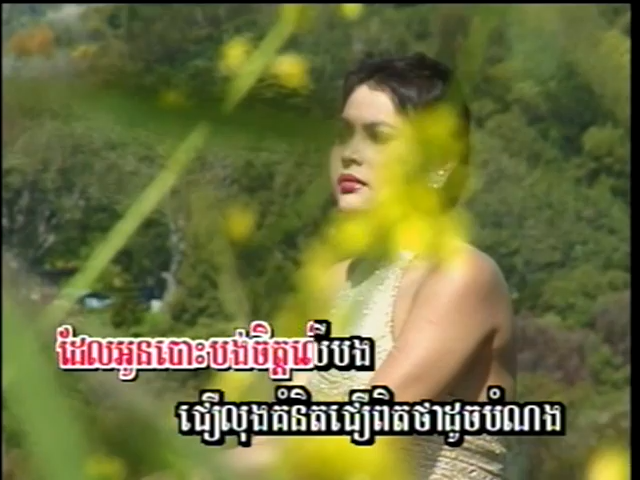 ដែលអូនបោះបង់ចិត្តលើបង
ជឿលុងគំនិតជឿពិតថាដូចបំណង